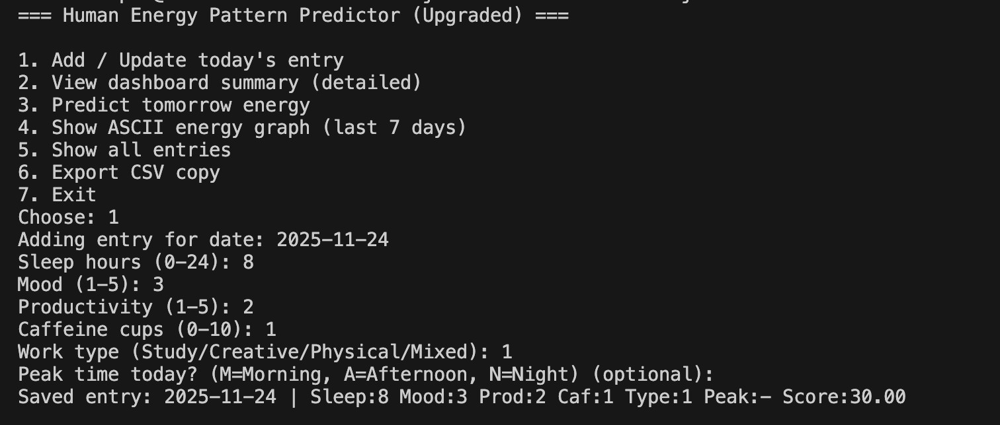 === Human Energy Pattern Predictor (Upgraded) ===
1. Add / Update today's entry
2. View dashboard summary (detailed)
3. Predict tomorrow energy
4. Show ASCII energy graph (last 7 days)
5. Show all entries
6. Export CSV copy
7. Exit
Choose: 1
Adding entry for date: 2025-11-24
Sleep hours (0-24): 8
Mood (1-5): 3
Productivity (1-5): 2
Caffeine cups (0-10): 1
Work type (Study/Creative/Physical/Mixed): 1
Peak time today? (M=Morning, A=Afternoon, N=Night) (optional):
Saved entry: 2025-11-24 | Sleep:8 Mood:3 Prod:2 Caf:1 Type:1 Peak:- Score:30.00